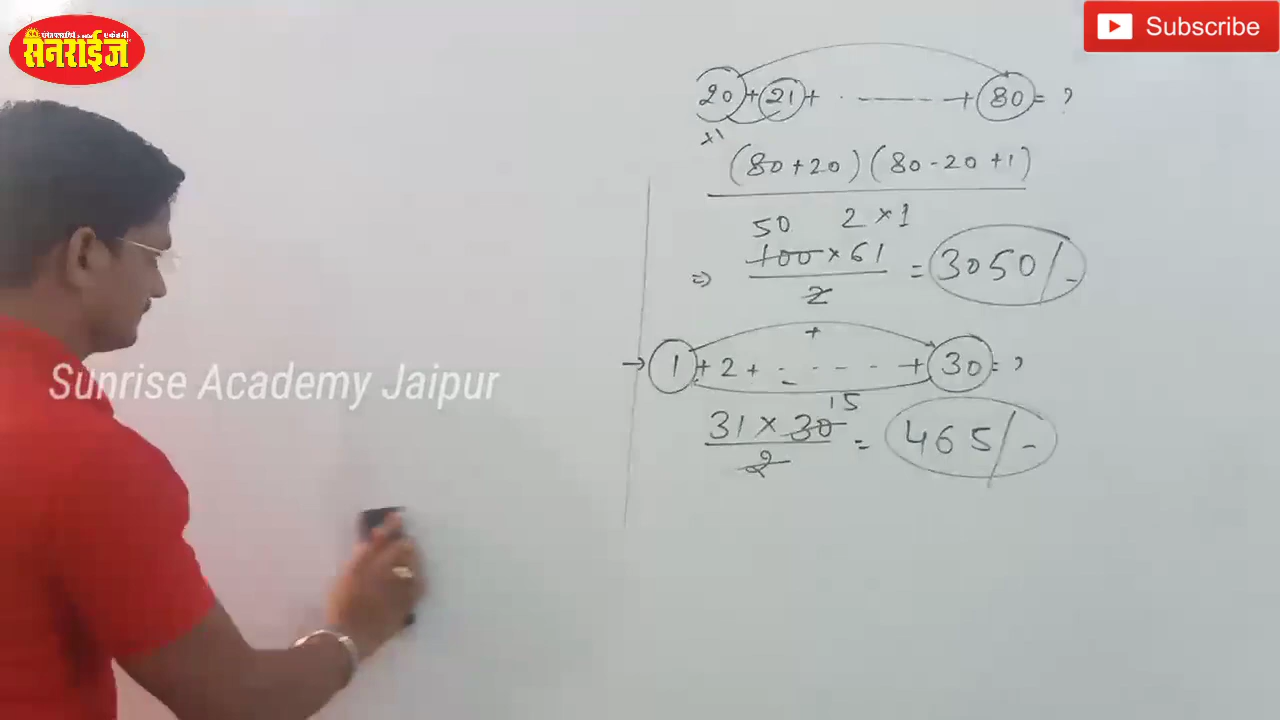 सनराईज
Subscribe
20+21+ . ------ +80 = ?
+1
(80+20)(80-20+1)
2×1
50
⇒ 100×61 = 3050/-
2
+
→ 1+2+ - - - - +30 = ?
15
31×30 = 465/-
2
Sunrise Academy Jaipur